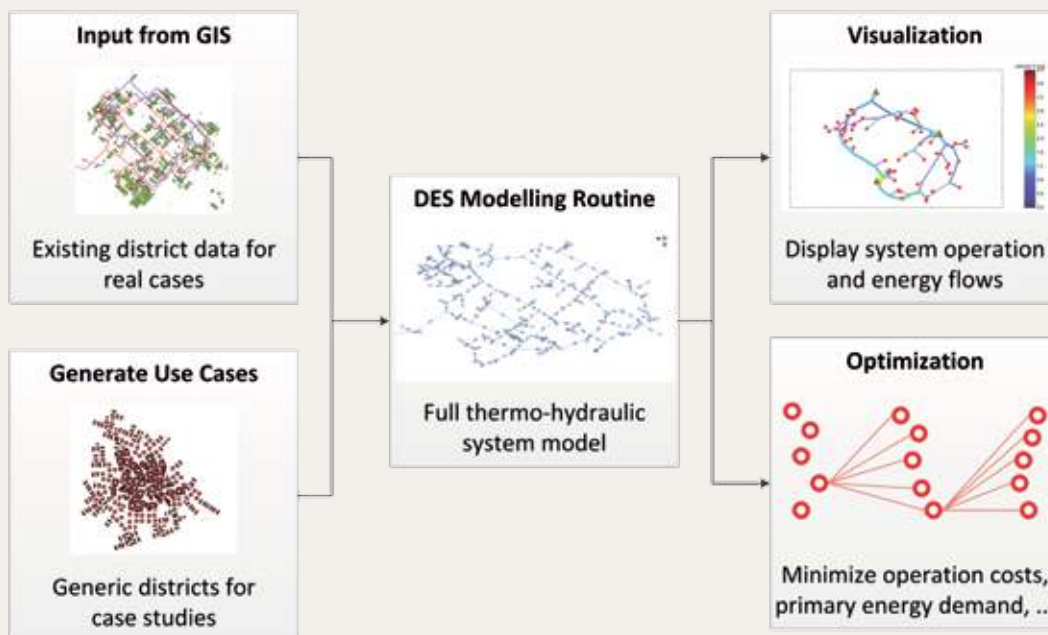 Input from GIS
Existing district data for
real cases
Generate Use Cases
Generic districts for
case studies
DES Modelling Routine
Full thermo-hydraulic
system model
Visualization
Display system operation
and energy flows
Optimization
Minimize operation costs,
primary energy demand, ...